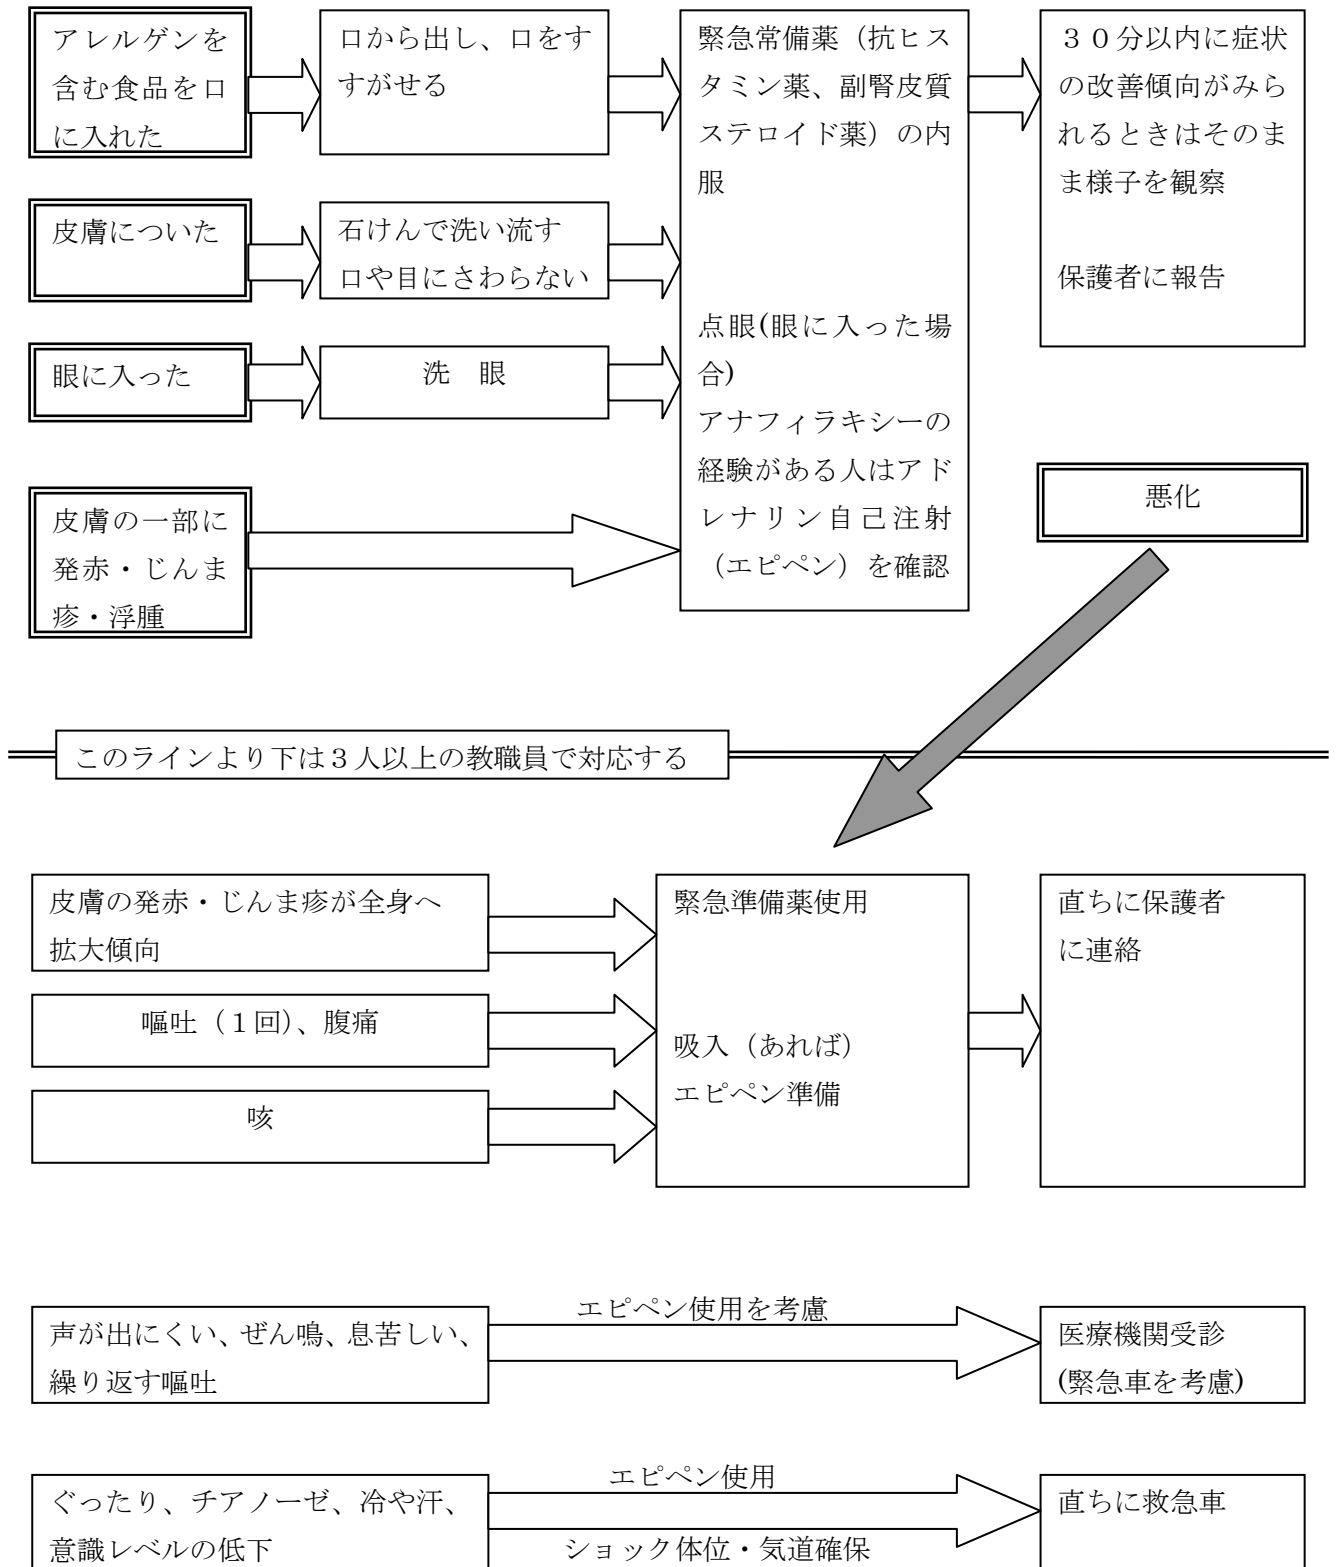 アレルゲンを
含む食品を口
に入れた
口から出し、口をす
すがせる
緊急常備薬（抗ヒス
タミン薬、副腎皮質
ステロイド薬）の内
服
点眼(眼に入った場
合)
アナフィラキシーの
経験がある人はアド
レナリン自己注射
（エピペン）を確認
３０分以内に症状
の改善傾向がみら
れるときはそのま
ま様子を観察
保護者に報告
皮膚についた
石けんで洗い流す
口や目にさわらない
眼に入った
洗　眼
皮膚の一部に
発赤・じんま
疹・浮腫
悪化
このラインより下は３人以上の教職員で対応する
皮膚の発赤・じんま疹が全身へ
拡大傾向
嘔吐（１回）、腹痛
咳
緊急準備薬使用
吸入（あれば）
エピペン準備
直ちに保護者
に連絡
声が出にくい、ぜん鳴、息苦しい、
繰り返す嘔吐
エピペン使用を考慮
医療機関受診
(緊急車を考慮)
ぐったり、チアノーゼ、冷や汗、
意識レベルの低下
エピペン使用
ショック体位・気道確保
直ちに救急車